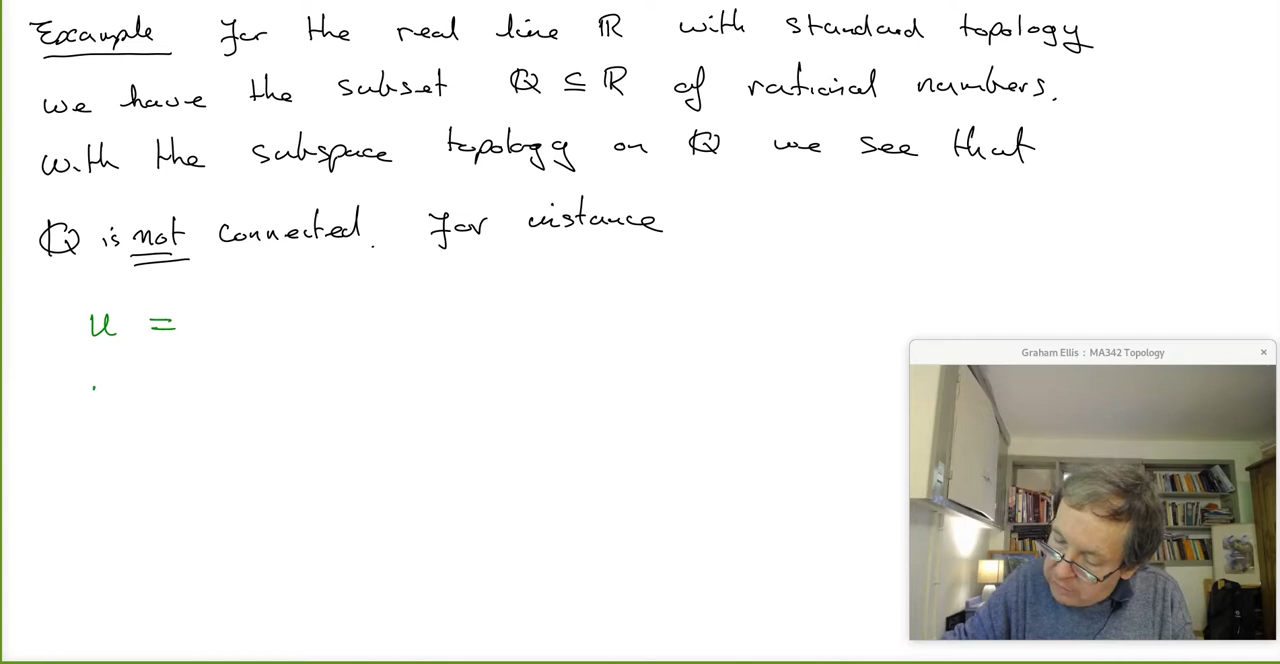 Example For the real line ℝ with standard topology
we have the subset ℚ ⊆ ℝ of rational numbers.
With the subspace topology on ℚ we see that
ℚ is not connected. For instance
U =
Graham Ellis : MA342 Topology